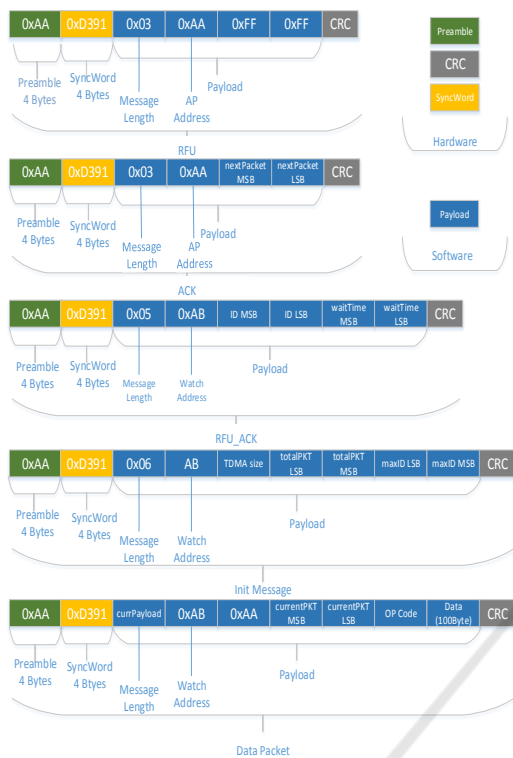 0xAA 0xD391 0x03 0xAA 0xFF 0xFF CRC
Preamble
4 Bytes
SyncWord
4 Bytes
Message
Length
AP
Address
Payload
RFU
0xAA 0xD391 0x03 0xAA nextPacket MSB nextPacket LSB CRC
Preamble
4 Bytes
SyncWord
4 Bytes
Message
Length
AP
Address
Payload
ACK
0xAA 0xD391 0x05 0xAB ID MSB ID LSB waitTime MSB waitTime LSB CRC
Preamble
4 Bytes
SyncWord
4 Bytes
Message
Length
Watch
Address
Payload
RFU_ACK
0xAA 0xD391 0x06 AB TDMA size totalPKT LSB totalPKT MSB maxID LSB maxID MSB CRC
Preamble
4 Bytes
SyncWord
4 Bytes
Message
Length
Watch
Address
Payload
Init Message
0xAA 0xD391 currPayload 0xAB 0xAA currentPKT MSB currentPKT LSB OP Code Data (100Byte) CRC
Preamble
4 Bytes
SyncWord
4 Btyes
Message
Length
Watch
Address
Payload
Data Packet
Preamble
CRC
SyncWord
Hardware
Payload
Software